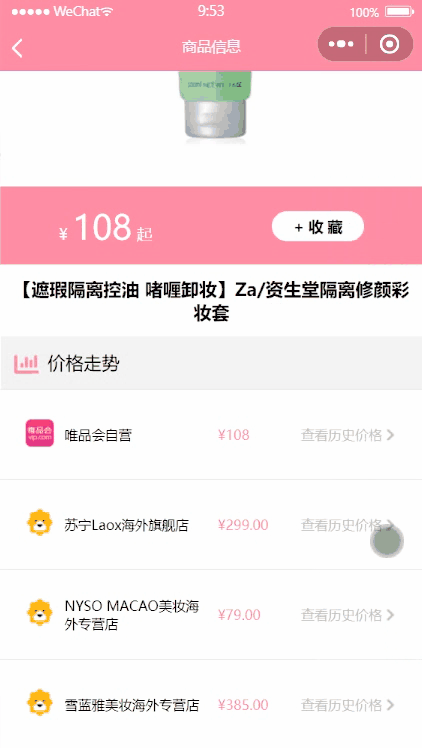 WeChat 9:53 100%
商品信息
¥ 108 起
+ 收藏
【遮瑕隔离控油 啫喱卸妆】Za/资生堂隔离修颜彩
妆套
价格走势
唯品会
vip.com
唯品会自营 ¥108 查看历史价格
苏宁Laox海外旗舰店 ¥299.00 查看历史价格
NYSO MACAO美妆海
外专营店
¥79.00 查看历史价格
雪蓝雅美妆海外专营店 ¥385.00 查看历史价格